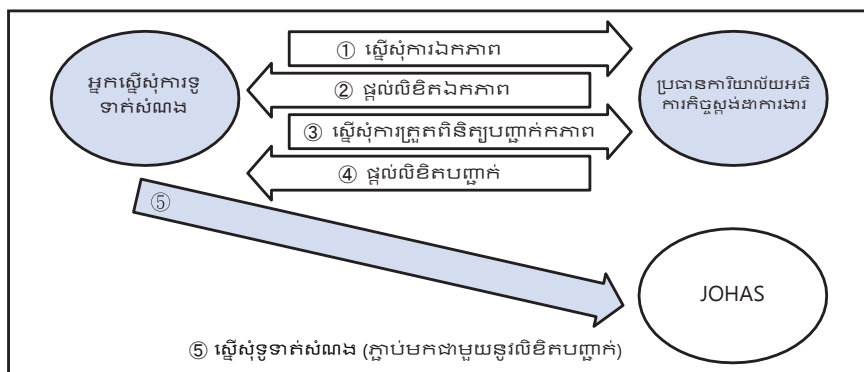 ① ស្នើសុំការឯកភាព
អ្នកស្នើសុំការទូ
ទាត់សំណង
② ផ្តល់លិខិតឯកភាព
ប្រធានការិយាល័យអធិ
ការកិច្ចស្តង់ដាការងារ
③ ស្នើសុំការត្រួតពិនិត្យបញ្ជាក់កភាព
④ ផ្តល់លិខិតបញ្ជាក់
⑤
JOHAS
⑤ ស្នើសុំទូទាត់សំណង (ភ្ជាប់មកជាមួយនូវលិខិតបញ្ជាក់)